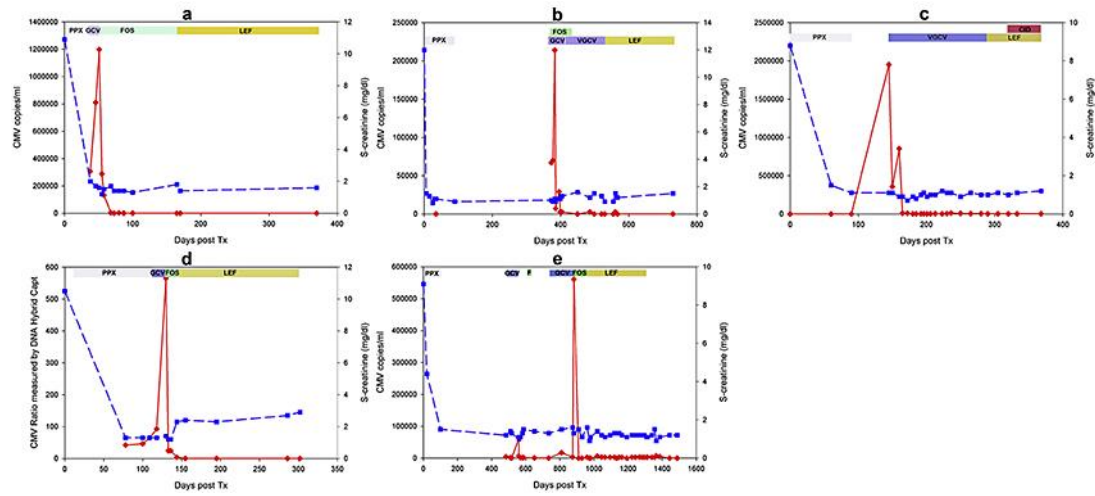 a
PPX GCV FOS LEF
1400000
1200000
1000000
800000
600000
400000
200000
0
12
10
8
6
4
2
0
0 100 200 300 400
CMV copies/ml
S-creatinine (mg/dl)
Days post Tx
b
FOS
PPX GCV VGCV LEF
250000
200000
150000
100000
50000
0
14
12
10
8
6
4
2
0
0 200 400 600 800
CMV copies/ml
S-creatinine (mg/dl)
Days post Tx
c
CID
PPX VGCV LEF
2500000
2000000
1500000
1000000
500000
0
10
8
6
4
2
0
0 100 200 300 400
CMV copies/ml
S-creatinine (mg/dl)
Days post Tx
d
PPX GCV FOS LEF
600
500
400
300
200
100
0
12
10
8
6
4
2
0
0 50 100 150 200 250 300 350
CMV Ratio measured by DNA Hybrid Capt
S-creatinine (mg/dl)
Days post Tx
e
PPX GCV F GCV FOS LEF
600000
500000
400000
300000
200000
100000
0
10
8
6
4
2
0
0 200 400 600 800 1000 1200 1400 1600
CMV copies/ml
S-creatinine (mg/dl)
Days post Tx